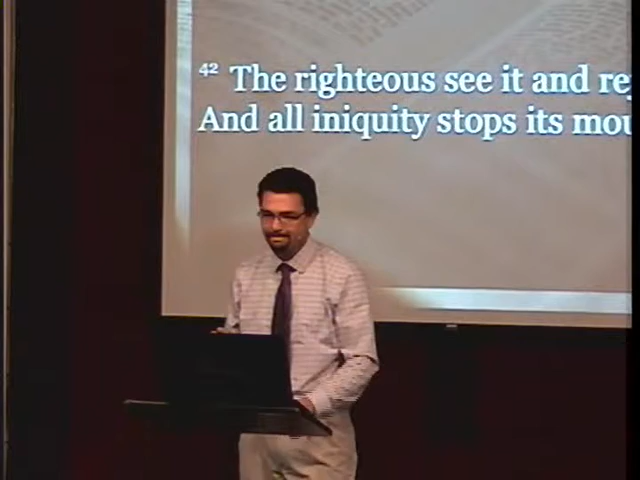 42 The righteous see it and
And all iniquity stops its